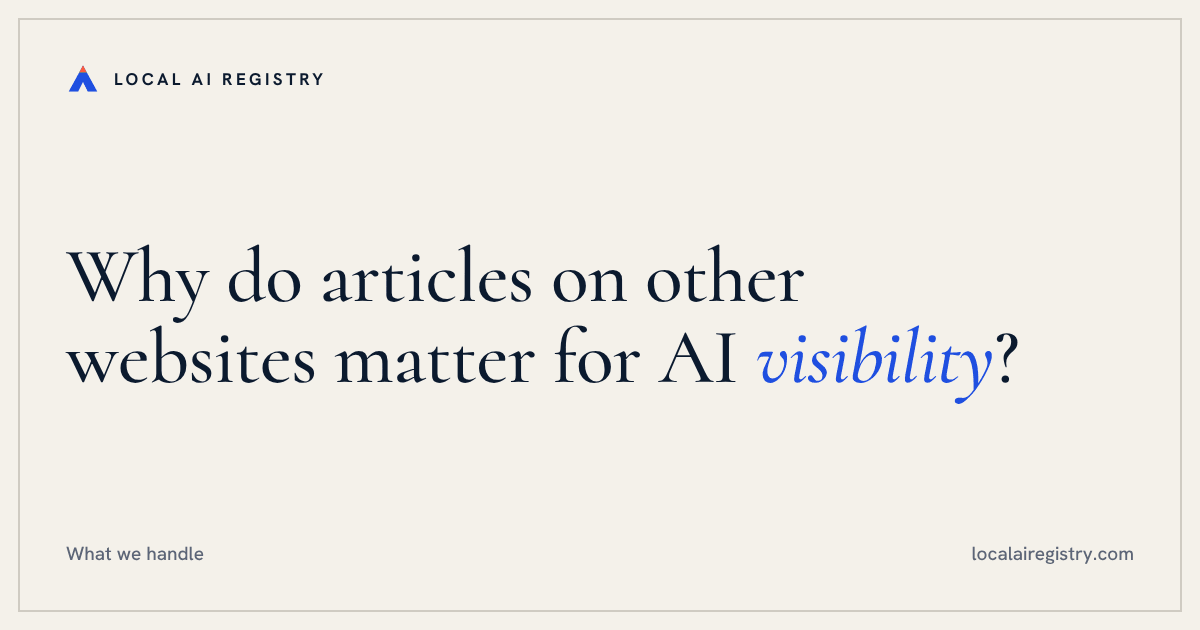 LOCAL AI REGISTRY
Why do articles on other
websites matter for AI visibility?
What we handle
localairegistry.com